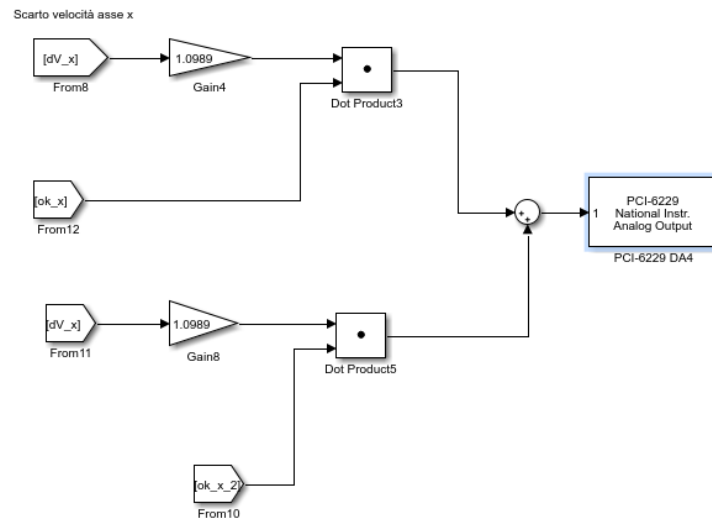 Scarto velocità asse x
[dV_x]
From8
1.0989
Gain4
Dot Product3
[ok_x]
From12
1
PCI-6229
National Instr.
Analog Output
PCI-6229 DA4
[dV_x]
From11
1.0989
Gain8
Dot Product5
[ok_x_2]
From10